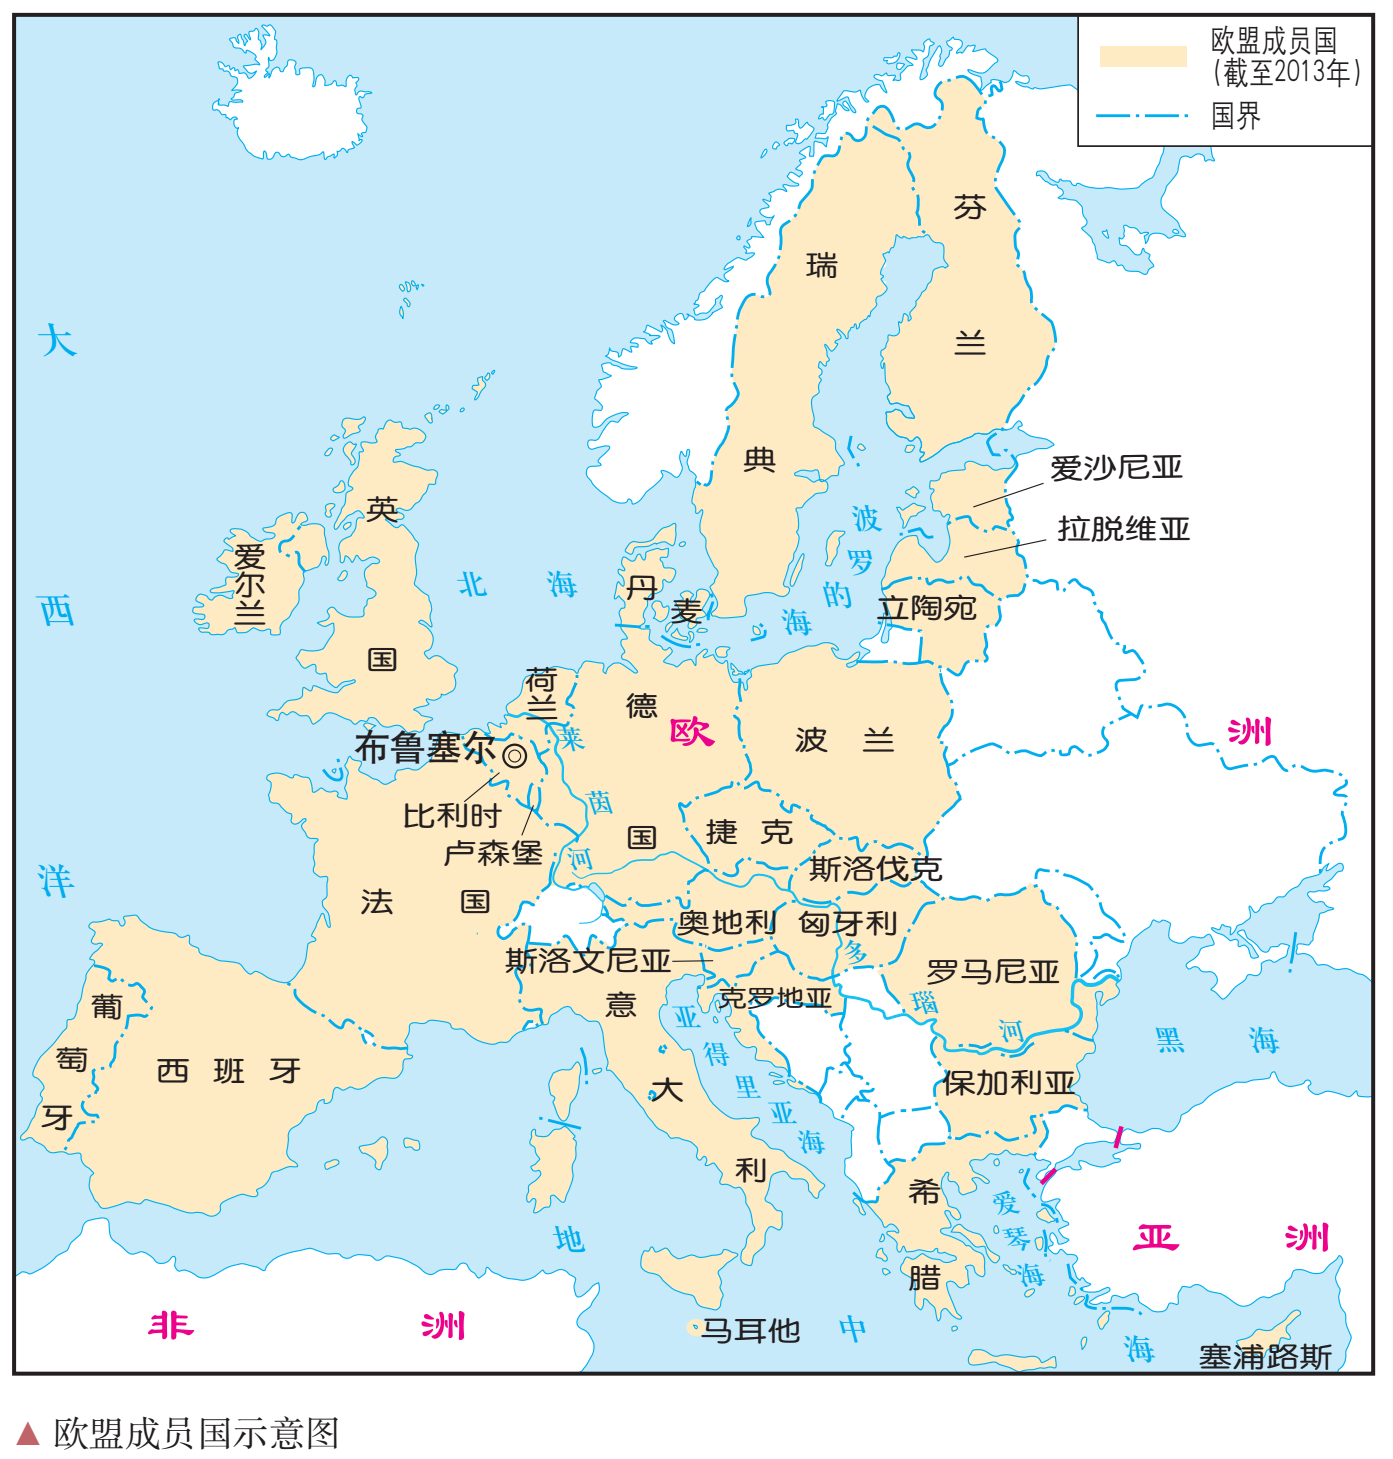 欧盟成员国
(截至2013年)
国界
大西洋
芬兰
瑞典
爱沙尼亚
拉脱维亚
立陶宛
波罗的海
英国
爱尔兰
北海
丹麦
荷兰
德国
欧洲
波兰
莱茵河
布鲁塞尔
比利时
卢森堡
捷克
斯洛伐克
法国
奥地利
匈牙利
斯洛文尼亚
多瑙河
罗马尼亚
克罗地亚
葡萄牙
西班牙
意大利
亚得里亚海
黑海
保加利亚
希腊
爱琴海
亚洲
地中海
非洲
马耳他
塞浦路斯
▲ 欧盟成员国示意图